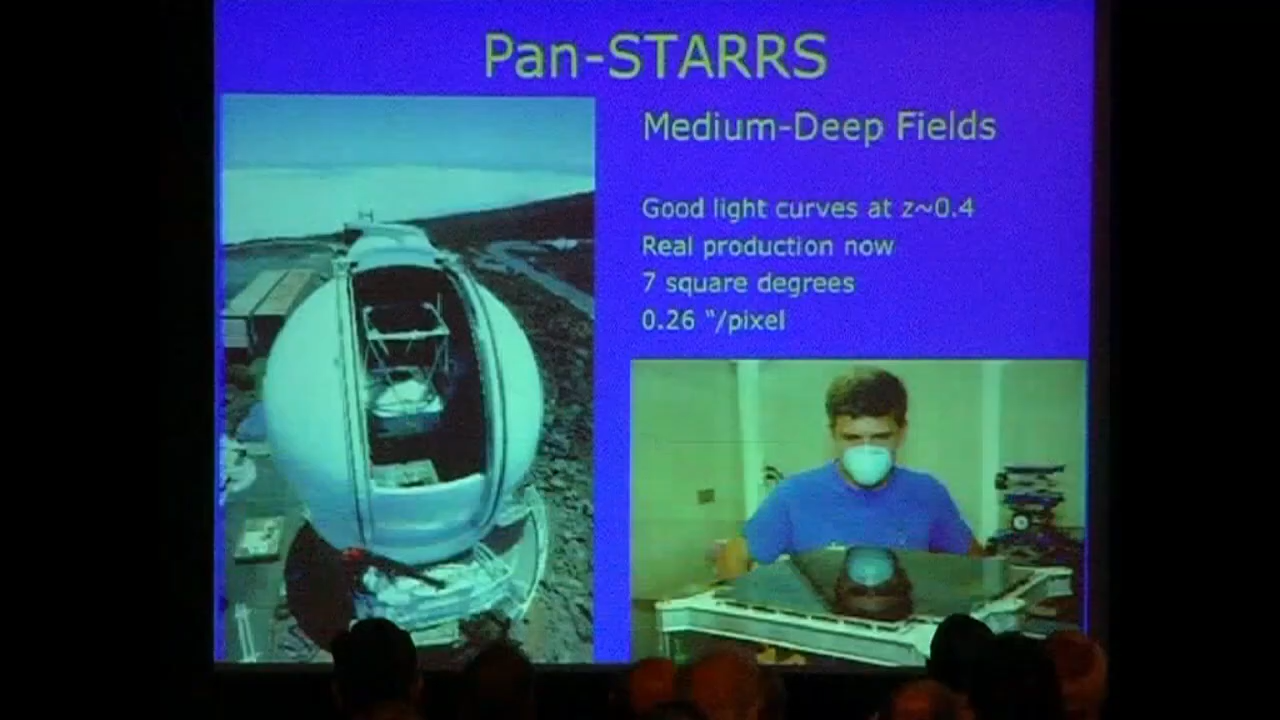 Pan-STARRS
Medium-Deep Fields
Good light curves at z~0.4
Real production now
7 square degrees
0.26 "/pixel